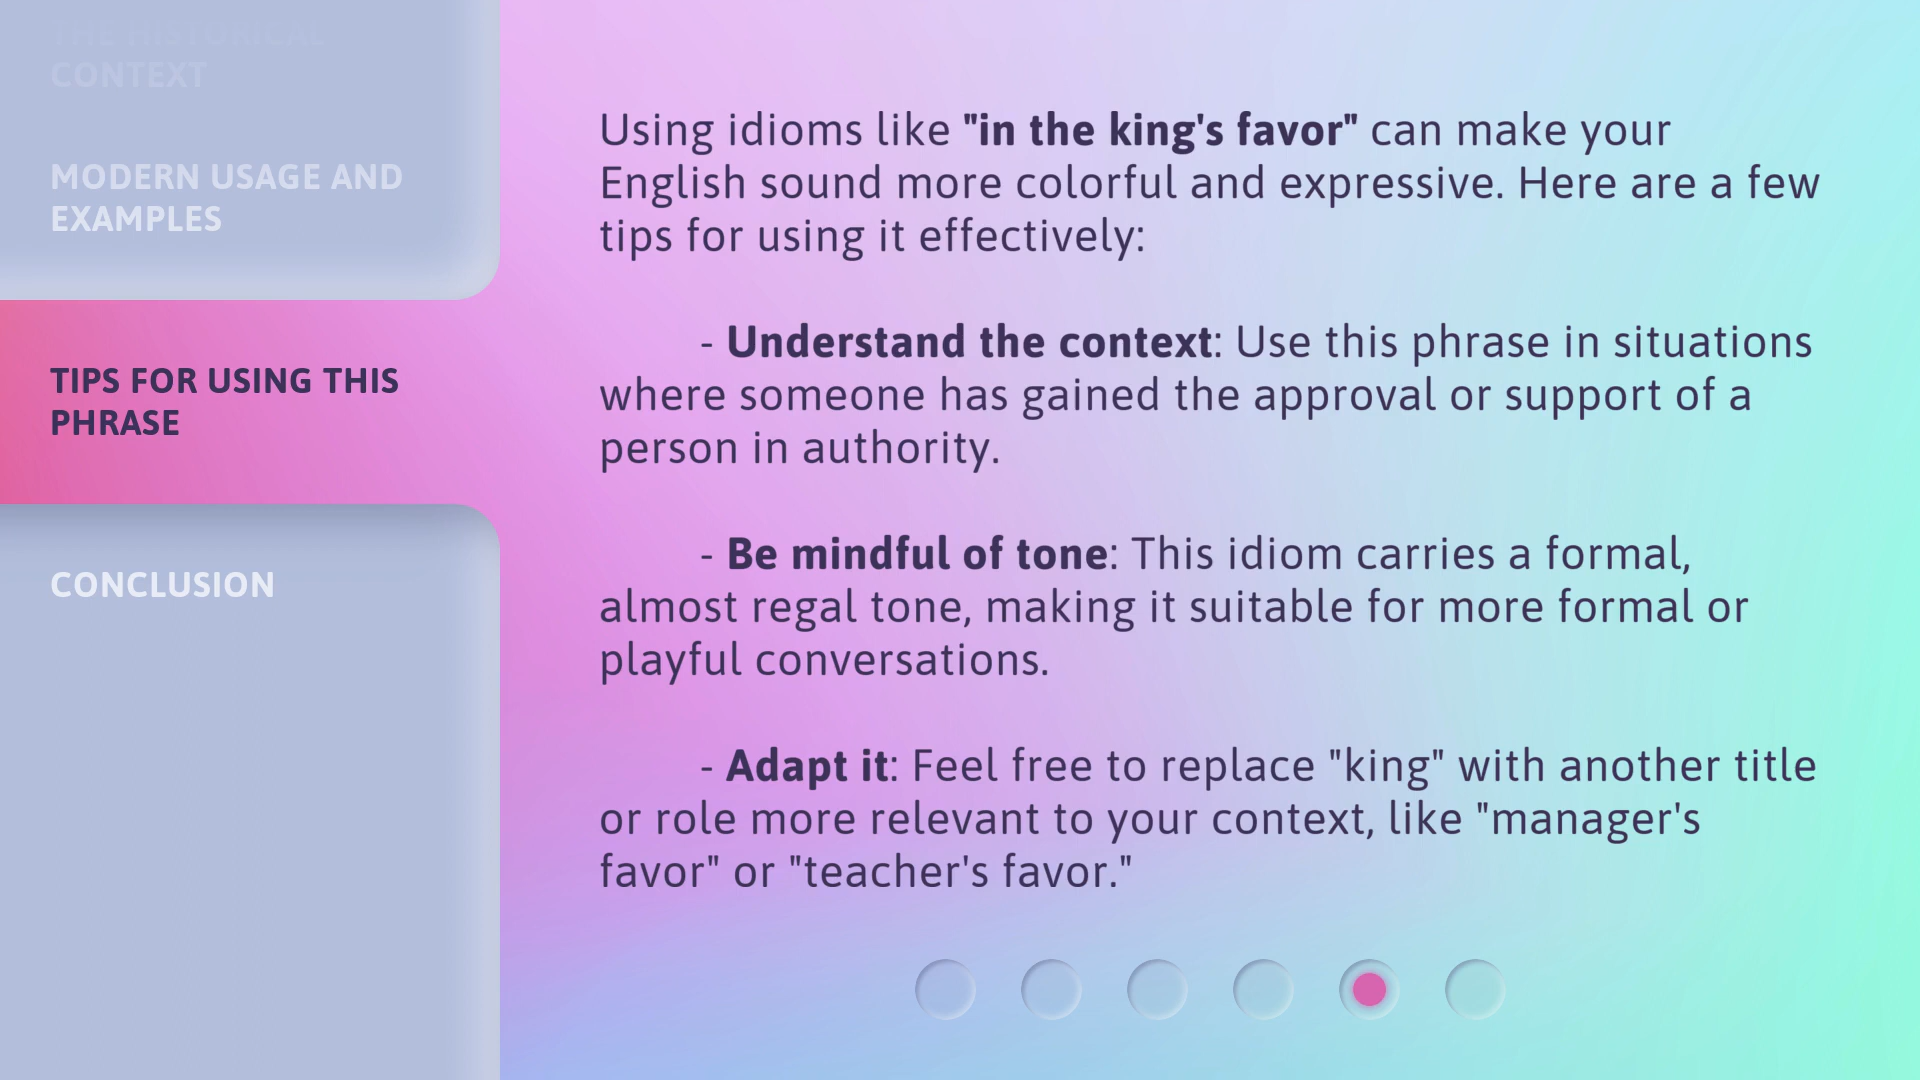 THE HISTORICAL
CONTEXT
MODERN USAGE AND
EXAMPLES
TIPS FOR USING THIS
PHRASE
CONCLUSION
Using idioms like "in the king's favor" can make your
English sound more colorful and expressive. Here are a few
tips for using it effectively:
- Understand the context: Use this phrase in situations
where someone has gained the approval or support of a
person in authority.
- Be mindful of tone: This idiom carries a formal,
almost regal tone, making it suitable for more formal or
playful conversations.
- Adapt it: Feel free to replace "king" with another title
or role more relevant to your context, like "manager's
favor" or "teacher's favor."